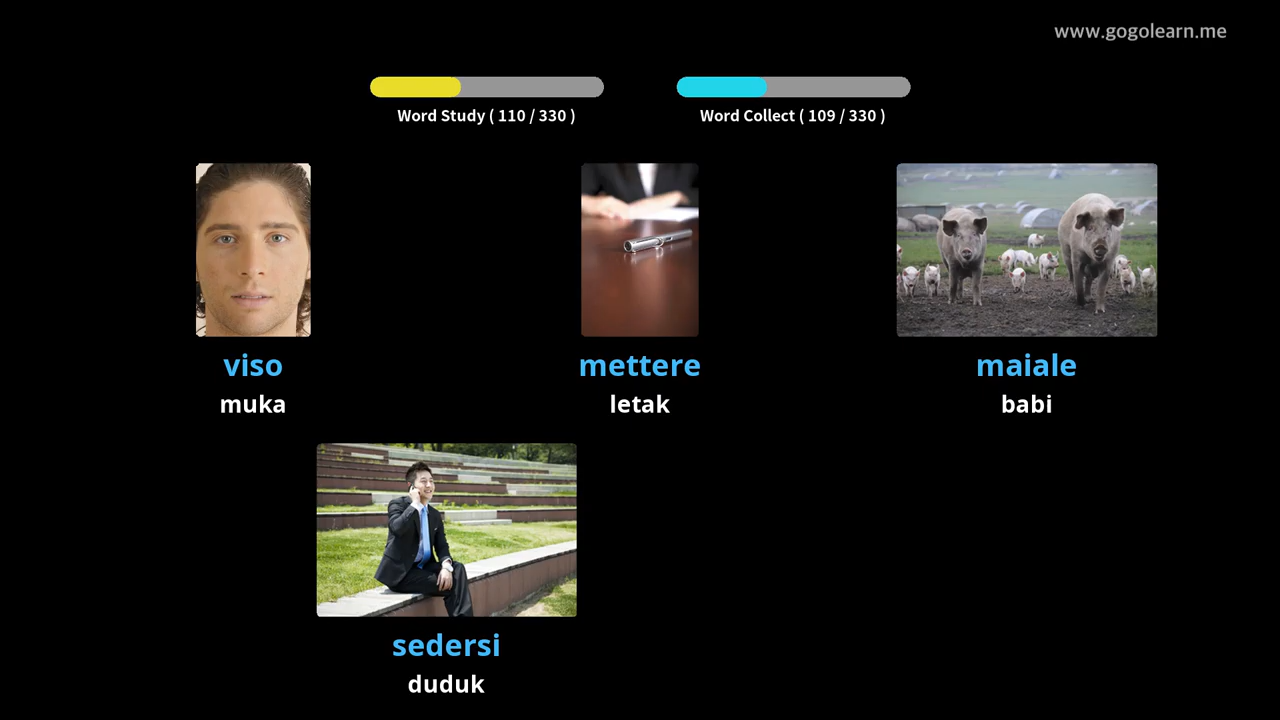 www.gogolearn.me
Word Study ( 110 / 330 )
Word Collect ( 109 / 330 )
viso
muka
mettere
letak
maiale
babi
sedersi
duduk